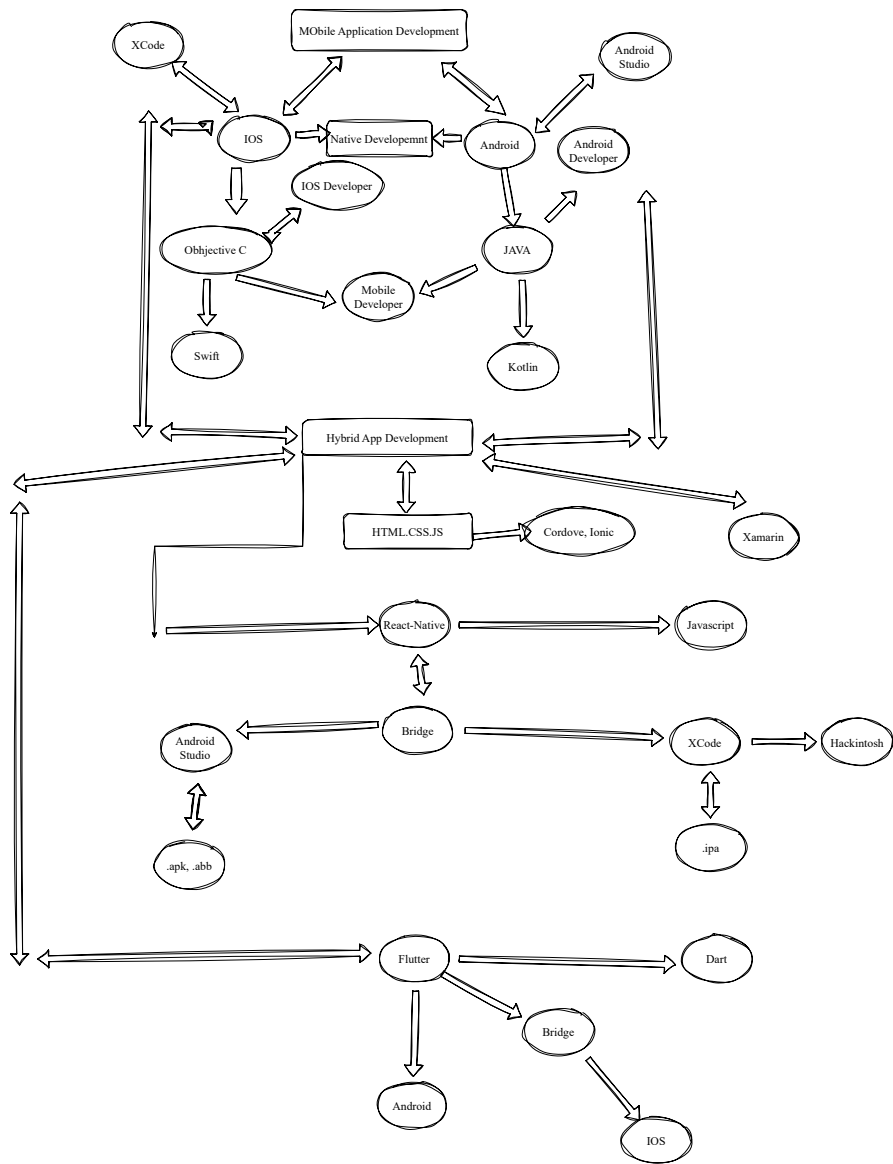 MObile Application Development
XCode
Android
Studio
IOS
Native Developemnt
Android
Android
Developer
IOS Developer
Obhjective C
JAVA
Mobile
Developer
Swift
Kotlin
Hybrid App Development
HTML.CSS.JS
Cordove, Ionic
Xamarin
React-Native
Javascript
Android
Studio
Bridge
XCode
Hackintosh
.apk, .abb
.ipa
Flutter
Dart
Bridge
Android
IOS